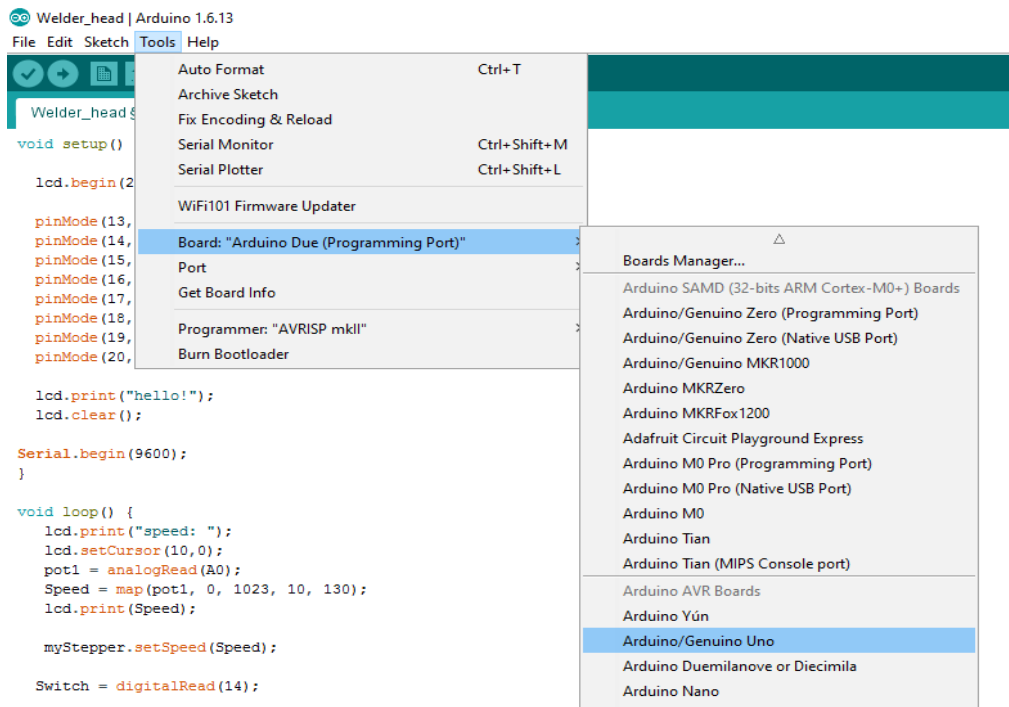 Welder_head | Arduino 1.6.13
File Edit Sketch Tools Help
Welder_head §
Auto Format Ctrl+T
Archive Sketch
Fix Encoding & Reload
Serial Monitor Ctrl+Shift+M
Serial Plotter Ctrl+Shift+L
WiFi101 Firmware Updater
Board: "Arduino Due (Programming Port)"
Port
Get Board Info
Programmer: "AVRISP mkII"
Burn Bootloader
Boards Manager...
Arduino SAMD (32-bits ARM Cortex-M0+) Boards
Arduino/Genuino Zero (Programming Port)
Arduino/Genuino Zero (Native USB Port)
Arduino/Genuino MKR1000
Arduino MKRZero
Arduino MKRFox1200
Adafruit Circuit Playground Express
Arduino M0 Pro (Programming Port)
Arduino M0 Pro (Native USB Port)
Arduino M0
Arduino Tian
Arduino Tian (MIPS Console port)
Arduino AVR Boards
Arduino Yún
Arduino/Genuino Uno
Arduino Duemilanove or Diecimila
Arduino Nano
void setup()
lcd.begin(2
pinMode(13,
pinMode(14,
pinMode(15,
pinMode(16,
pinMode(17,
pinMode(18,
pinMode(19,
pinMode(20,
lcd.print("hello!");
lcd.clear();
Serial.begin(9600);
}
void loop() {
lcd.print("speed: ");
lcd.setCursor(10,0);
pot1 = analogRead(A0);
Speed = map(pot1, 0, 1023, 10, 130);
lcd.print(Speed);
myStepper.setSpeed(Speed);
Switch = digitalRead(14);